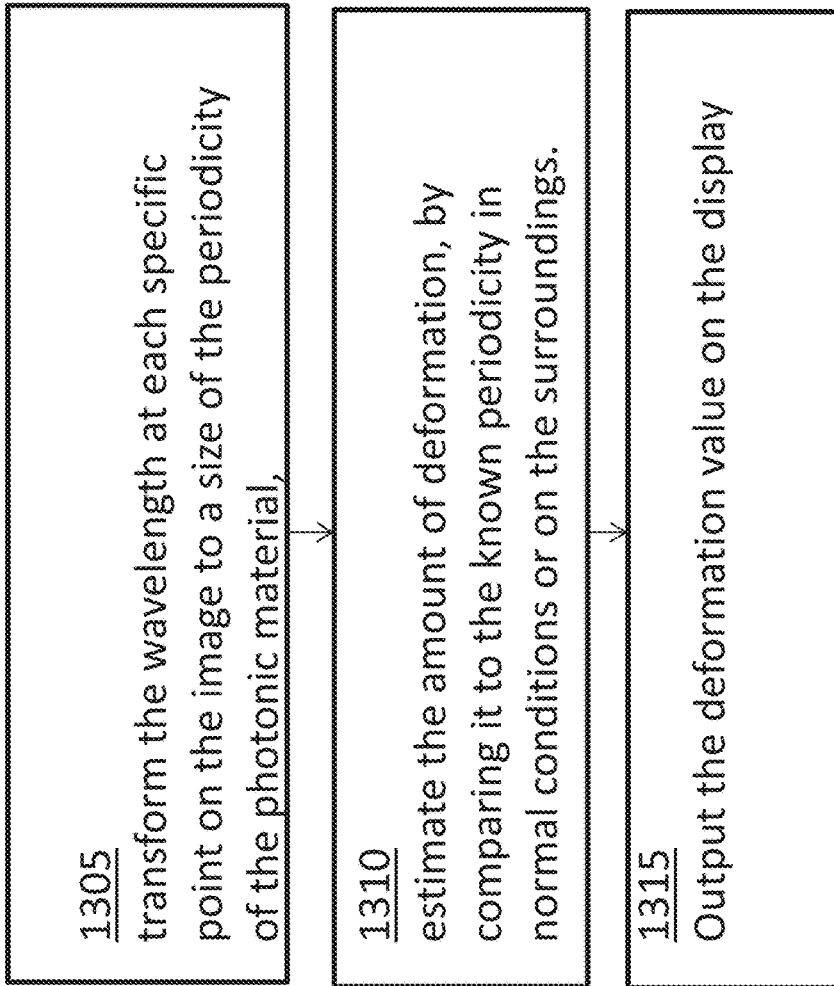 1305
transform the wavelength at each specific
point on the image to a size of the periodicity
of the photonic material,
1310
estimate the amount of deformation, by
comparing it to the known periodicity in
normal conditions or on the surroundings.
1315
Output the deformation value on the display